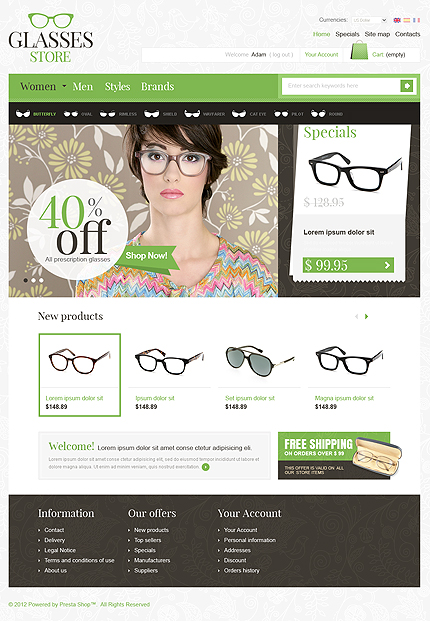 GLASSES
STORE
Currencies: US Dollar
Home Specials Site map Contacts
Welcome Adam ( log out ) Your Account Cart (empty)
Women Men Styles Brands
Enter search keywords here
BUTTERFLY OVAL RIMLESS SHIELD WAYFARER CAT EYE PILOT ROUND
40% off
All prescription glasses
Shop Now!
Specials
$ 128.95
Lorem ipsum dolor sit
$ 99.95
New products
Lorem ipsum dolor sit
$148.89
Ipsum dolor sit
$148.89
Set ipsum dolor sit
$148.89
Magna ipsum dolor sit
$148.89
Welcome! Lorem ipsum dolor sit amet conse ctetur adipisicing eli.
Lorem ipsum dolor sit amet, consectetur adipisicing elit, sed do eiusmod tempor incididunt ut labore et
dolore magna aliqua. Ut enim ad minim veniam, quis nostrud exercitation.
FREE SHIPPING
ON ORDERS OVER $ 99
THIS OFFER IS VALID ON ALL
OUR STORE ITEMS
Information
Contact
Delivery
Legal Notice
Terms and conditions of use
About us
Our offers
New products
Top sellers
Specials
Manufacturers
Suppliers
Your Account
Your Account
Personal information
Addresses
Discount
Orders history
© 2012 Powered by Presta Shop™. All Rights Reserved